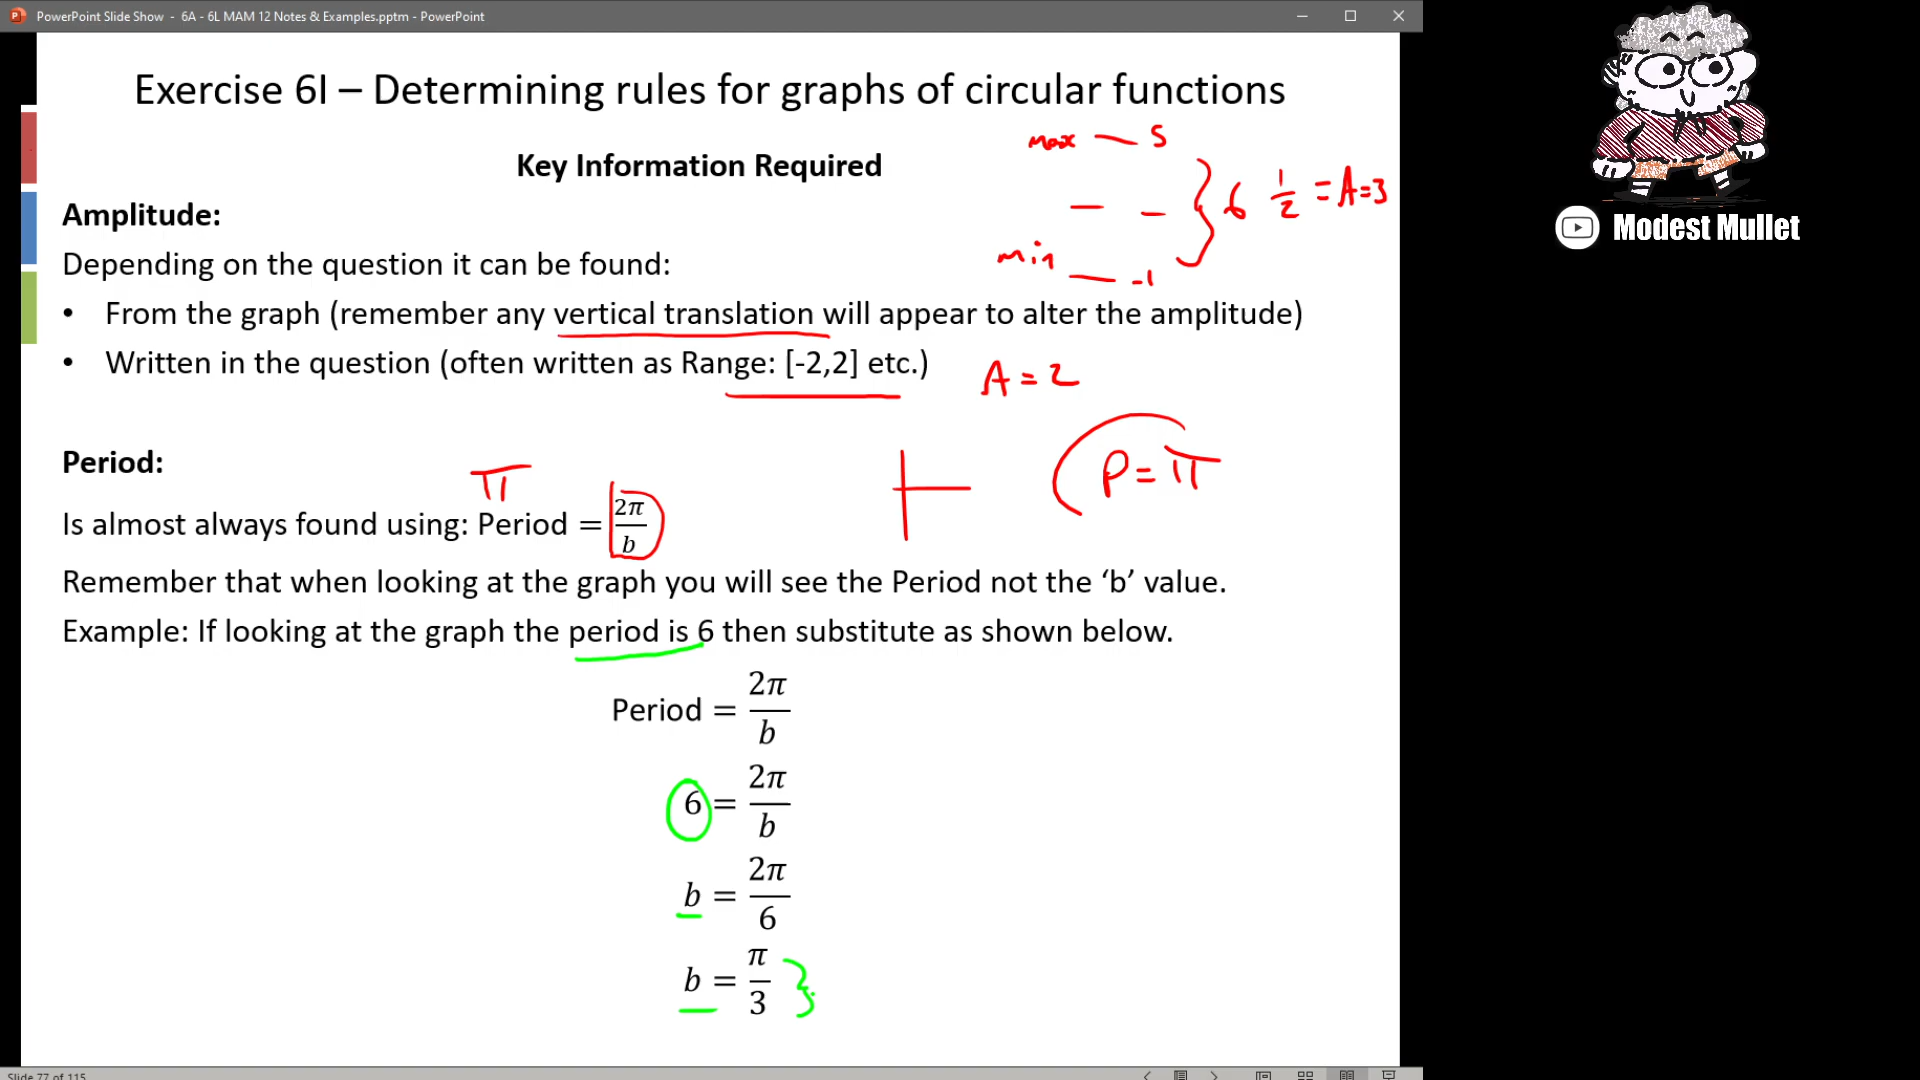 PowerPoint Slide Show - 6A - 6L MAM 12 Notes & Examples.pptm - PowerPoint
Exercise 6I – Determining rules for graphs of circular functions
max 5
Key Information Required
6 1/2 = A=3
Amplitude:
min -1
Modest Mullet
Depending on the question it can be found:
• From the graph (remember any vertical translation will appear to alter the amplitude)
• Written in the question (often written as Range: [-2,2] etc.)
A = 2
Period:
π
P = π
Is almost always found using: Period = 2π/b
Remember that when looking at the graph you will see the Period not the ‘b’ value.
Example: If looking at the graph the period is 6 then substitute as shown below.
Period = 2π/b
6 = 2π/b
b = 2π/6
b = π/3
Slide 77 of 115